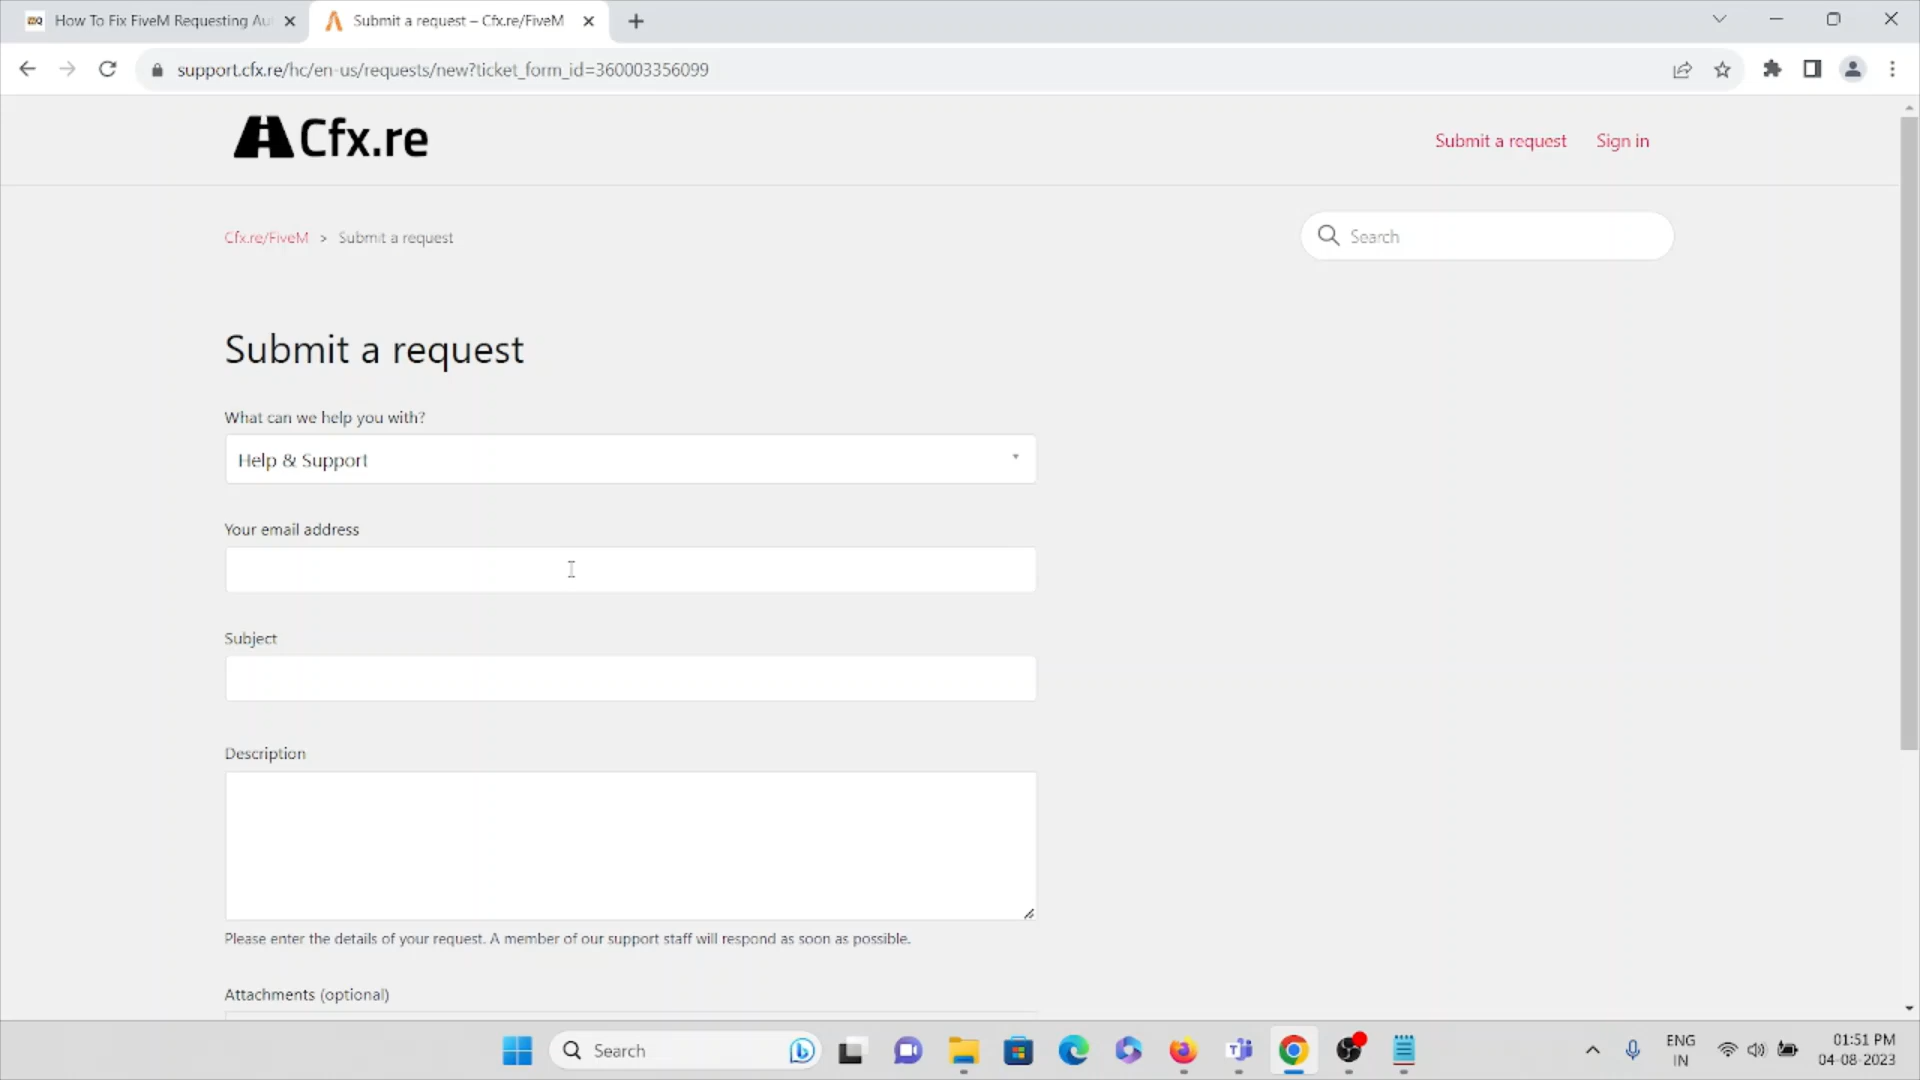 How To Fix FiveM Requesting Au
Submit a request – Cfx.re/FiveM
support.cfx.re/hc/en-us/requests/new?ticket_form_id=360003356099
Cfx.re
Submit a request
Sign in
Cfx.re/FiveM > Submit a request
Search
Submit a request
What can we help you with?
Help & Support
Your email address
Subject
Description
Please enter the details of your request. A member of our support staff will respond as soon as possible.
Attachments (optional)
Search
ENG
IN
01:51 PM
04-08-2023